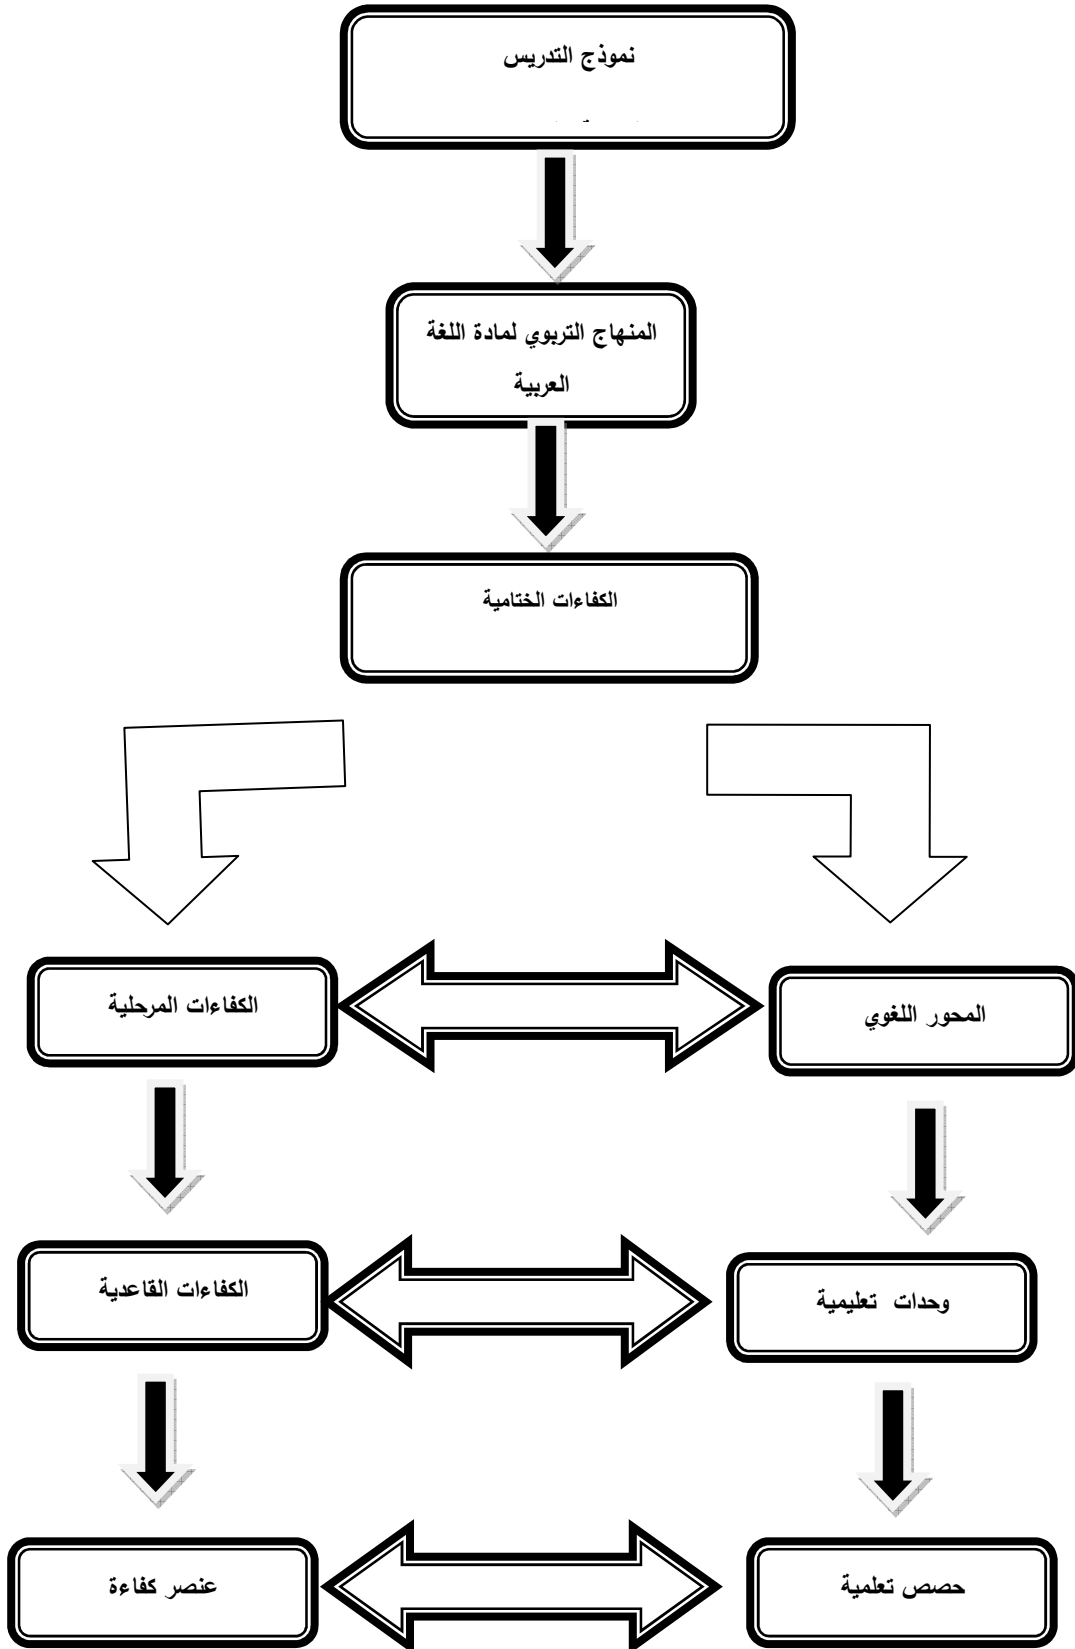 نموذج التدريس
المنهاج التربوي لمادة اللغة
العربية
الكفاءات الختامية
المحور اللغوي
الكفاءات المرحلية
وحدات تعليمية
الكفاءات القاعدية
حصص تعلمية
عنصر كفاءة